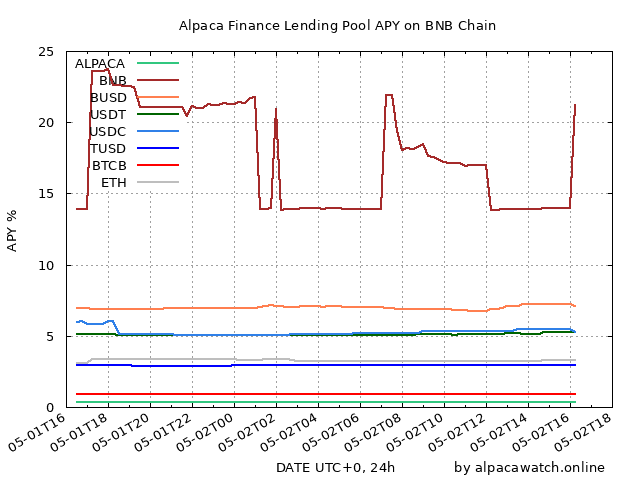 Alpaca Finance Lending Pool APY on BNB Chain
25
20
15
10
5
0
APY %
ALPACA
BNB
BUSD
USDT
USDC
TUSD
BTCB
ETH
05-01T16
05-01T18
05-01T20
05-01T22
05-02T00
05-02T02
05-02T04
05-02T06
05-02T08
05-02T10
05-02T12
05-02T14
05-02T16
05-02T18
DATE UTC+0, 24h
by alpacawatch.online